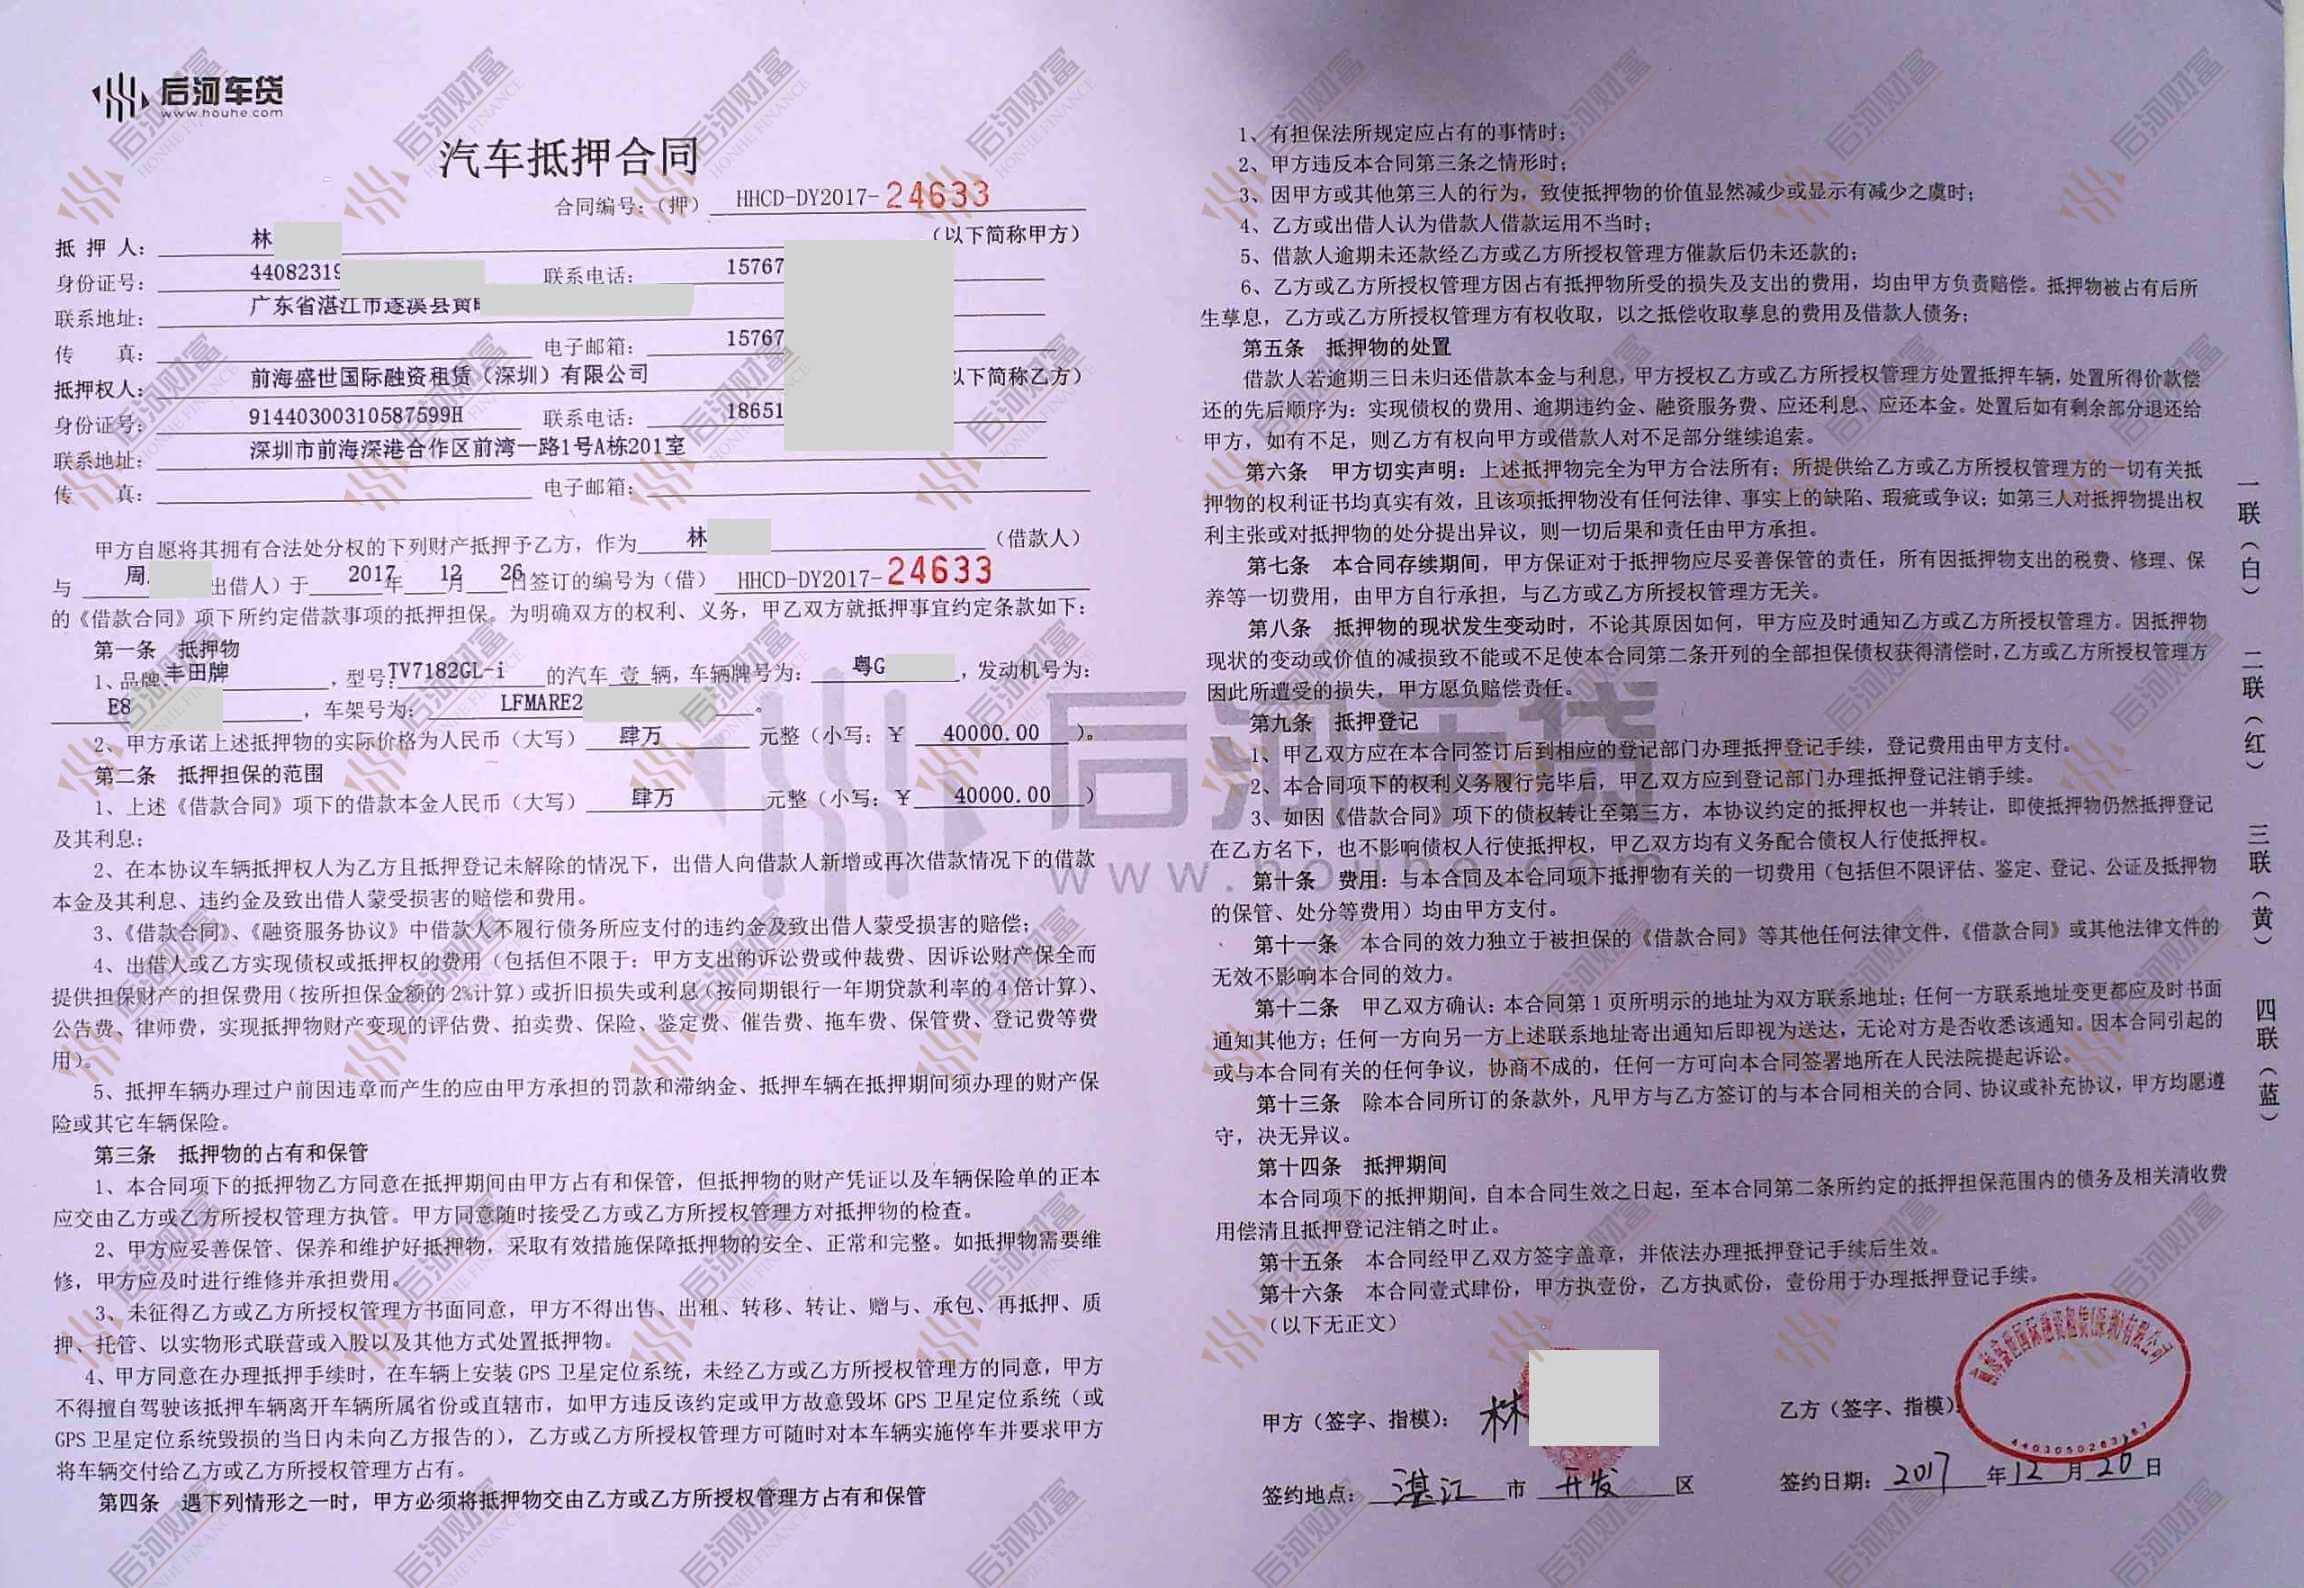 后河车贷
www.houhe.com
汽车抵押合同
合同编号：（押） HHCD-DY2017-24633
抵 押 人： 林 （以下简称甲方）
身份证号： 44082319 联系电话： 15767
联系地址： 广东省湛江市遂溪县黄
传 真： 电子邮箱： 15767
抵押权人： 前海盛世国际融资租赁（深圳）有限公司 以下简称乙方）
身份证号： 91440300310587599H 联系电话： 18651
联系地址： 深圳市前海深港合作区前湾一路1号A栋201室
传 真： 电子邮箱：
甲方自愿将其拥有合法处分权的下列财产抵押予乙方，作为 林 （借款人）
与 周 出借人）于 2017 年 12 月 26 日签订的编号为（借） HHCD-DY2017-24633
的《借款合同》项下所约定借款事项的抵押担保。为明确双方的权利、义务，甲乙双方就抵押事宜约定条款如下：
第一条 抵押物
1、品牌 丰田牌 ，型号：TV7182GL-i 的汽车 壹 辆，车辆牌号为： 粤G ，发动机号为：
E8 ，车架号为： LFMARE2 。
2、甲方承诺上述抵押物的实际价格为人民币（大写） 肆万 元整（小写：￥ 40000.00 ）。
第二条 抵押担保的范围
1、上述《借款合同》项下的借款本金人民币（大写） 肆万 元整（小写：￥ 40000.00 ）
及其利息；
2、在本协议车辆抵押权人为乙方且抵押登记未解除的情况下，出借人向借款人新增或再次借款情况下的借款
本金及其利息、违约金及致出借人蒙受损害的赔偿和费用。
3、《借款合同》、《融资服务协议》中借款人不履行债务所应支付的违约金及致出借人蒙受损害的赔偿；
4、出借人或乙方实现债权或抵押权的费用（包括但不限于：甲方支出的诉讼费或仲裁费、因诉讼财产保全而
提供担保财产的担保费用（按所担保金额的2%计算）或折旧损失或利息（按同期银行一年期贷款利率的4倍计算）、
公告费、律师费，实现抵押物财产变现的评估费、拍卖费、保险、鉴定费、催告费、拖车费、保管费、登记费等费
用）。
5、抵押车辆办理过户前因违章而产生的应由甲方承担的罚款和滞纳金、抵押车辆在抵押期间须办理的财产保
险或其它车辆保险。
第三条 抵押物的占有和保管
1、本合同项下的抵押物乙方同意在抵押期间由甲方占有和保管，但抵押物的财产凭证以及车辆保险单的正本
应交由乙方或乙方所授权管理方执管。甲方同意随时接受乙方或乙方所授权管理方对抵押物的检查。
2、甲方应妥善保管、保养和维护好抵押物，采取有效措施保障抵押物的安全、正常和完整。如抵押物需要维
修，甲方应及时进行维修并承担费用。
3、未征得乙方或乙方所授权管理方书面同意，甲方不得出售、出租、转移、转让、赠与、承包、再抵押、质
押、托管、以实物形式联营或入股以及其他方式处置抵押物。
4、甲方同意在办理抵押手续时，在车辆上安装GPS卫星定位系统，未经乙方或乙方所授权管理方的同意，甲方
不得擅自驾驶该抵押车辆离开车辆所属省份或直辖市，如甲方违反该约定或甲方故意毁坏GPS卫星定位系统（或
GPS卫星定位系统毁损的当日内未向乙方报告的），乙方或乙方所授权管理方可随时对本车辆实施停车并要求甲方
将车辆交付给乙方或乙方所授权管理方占有。
第四条 遇下列情形之一时，甲方必须将抵押物交由乙方或乙方所授权管理方占有和保管
1、有担保法所规定应占有的事情时；
2、甲方违反本合同第三条之情形时；
3、因甲方或其他第三人的行为，致使抵押物的价值显然减少或显示有减少之虞时；
4、乙方或出借人认为借款人借款运用不当时；
5、借款人逾期未还款经乙方或乙方所授权管理方催款后仍未还款的；
6、乙方或乙方所授权管理方因占有抵押物所受的损失及支出的费用，均由甲方负责赔偿。抵押物被占有后所
生孳息，乙方或乙方所授权管理方有权收取，以之抵偿收取孳息的费用及借款人债务；
第五条 抵押物的处置
借款人若逾期三日未归还借款本金与利息，甲方授权乙方或乙方所授权管理方处置抵押车辆，处置所得价款偿
还的先后顺序为：实现债权的费用、逾期违约金、融资服务费、应还利息、应还本金。处置后如有剩余部分退还给
甲方，如有不足，则乙方有权向甲方或借款人对不足部分继续追索。
第六条 甲方切实声明：上述抵押物完全为甲方合法所有；所提供给乙方或乙方所授权管理方的一切有关抵
押物的权利证书均真实有效，且该项抵押物没有任何法律、事实上的缺陷、瑕疵或争议；如第三人对抵押物提出权
利主张或对抵押物的处分提出异议，则一切后果和责任由甲方承担。
第七条 本合同存续期间，甲方保证对于抵押物应尽妥善保管的责任，所有因抵押物支出的税费、修理、保
养等一切费用，由甲方自行承担，与乙方或乙方所授权管理方无关。
第八条 抵押物的现状发生变动时，不论其原因如何，甲方应及时通知乙方或乙方所授权管理方。因抵押物
现状的变动或价值的减损致不能或不足使本合同第二条开列的全部担保债权获得清偿时，乙方或乙方所授权管理方
因此所遭受的损失，甲方愿负赔偿责任。
第九条 抵押登记
1、甲乙双方应在本合同签订后到相应的登记部门办理抵押登记手续，登记费用由甲方支付。
2、本合同项下的权利义务履行完毕后，甲乙双方应到登记部门办理抵押登记注销手续。
3、如因《借款合同》项下的债权转让至第三方，本协议约定的抵押权也一并转让，即使抵押物仍然抵押登记
在乙方名下，也不影响债权人行使抵押权，甲乙双方均有义务配合债权人行使抵押权。
第十条 费用：与本合同及本合同项下抵押物有关的一切费用（包括但不限评估、鉴定、登记、公证及抵押物
的保管、处分等费用）均由甲方支付。
第十一条 本合同的效力独立于被担保的《借款合同》等其他任何法律文件，《借款合同》或其他法律文件的
无效不影响本合同的效力。
第十二条 甲乙双方确认：本合同第1页所明示的地址为双方联系地址；任何一方联系地址变更都应及时书面
通知其他方；任何一方向另一方上述联系地址寄出通知后即视为送达，无论对方是否收悉该通知。因本合同引起的
或与本合同有关的任何争议，协商不成的，任何一方可向本合同签署地所在人民法院提起诉讼。
第十三条 除本合同所订的条款外，凡甲方与乙方签订的与本合同相关的合同、协议或补充协议，甲方均愿遵
守，决无异议。
第十四条 抵押期间
本合同项下的抵押期间，自本合同生效之日起，至本合同第二条所约定的抵押担保范围内的债务及相关清收费
用偿清且抵押登记注销之时止。
第十五条 本合同经甲乙双方签字盖章，并依法办理抵押登记手续后生效。
第十六条 本合同壹式肆份，甲方执壹份，乙方执贰份，壹份用于办理抵押登记手续。
（以下无正文）
甲方（签字、指模）： 林
乙方（签字、指模）
前海盛世国际融资租赁(深圳)有限公司
签约地点： 湛江 市 开发 区
签约日期： 2017 年 12 月 26 日
一联（白） 二联（红） 三联（黄） 四联（蓝）
后河车贷
www.houhe.com
后河财富
HONHE FINANCE